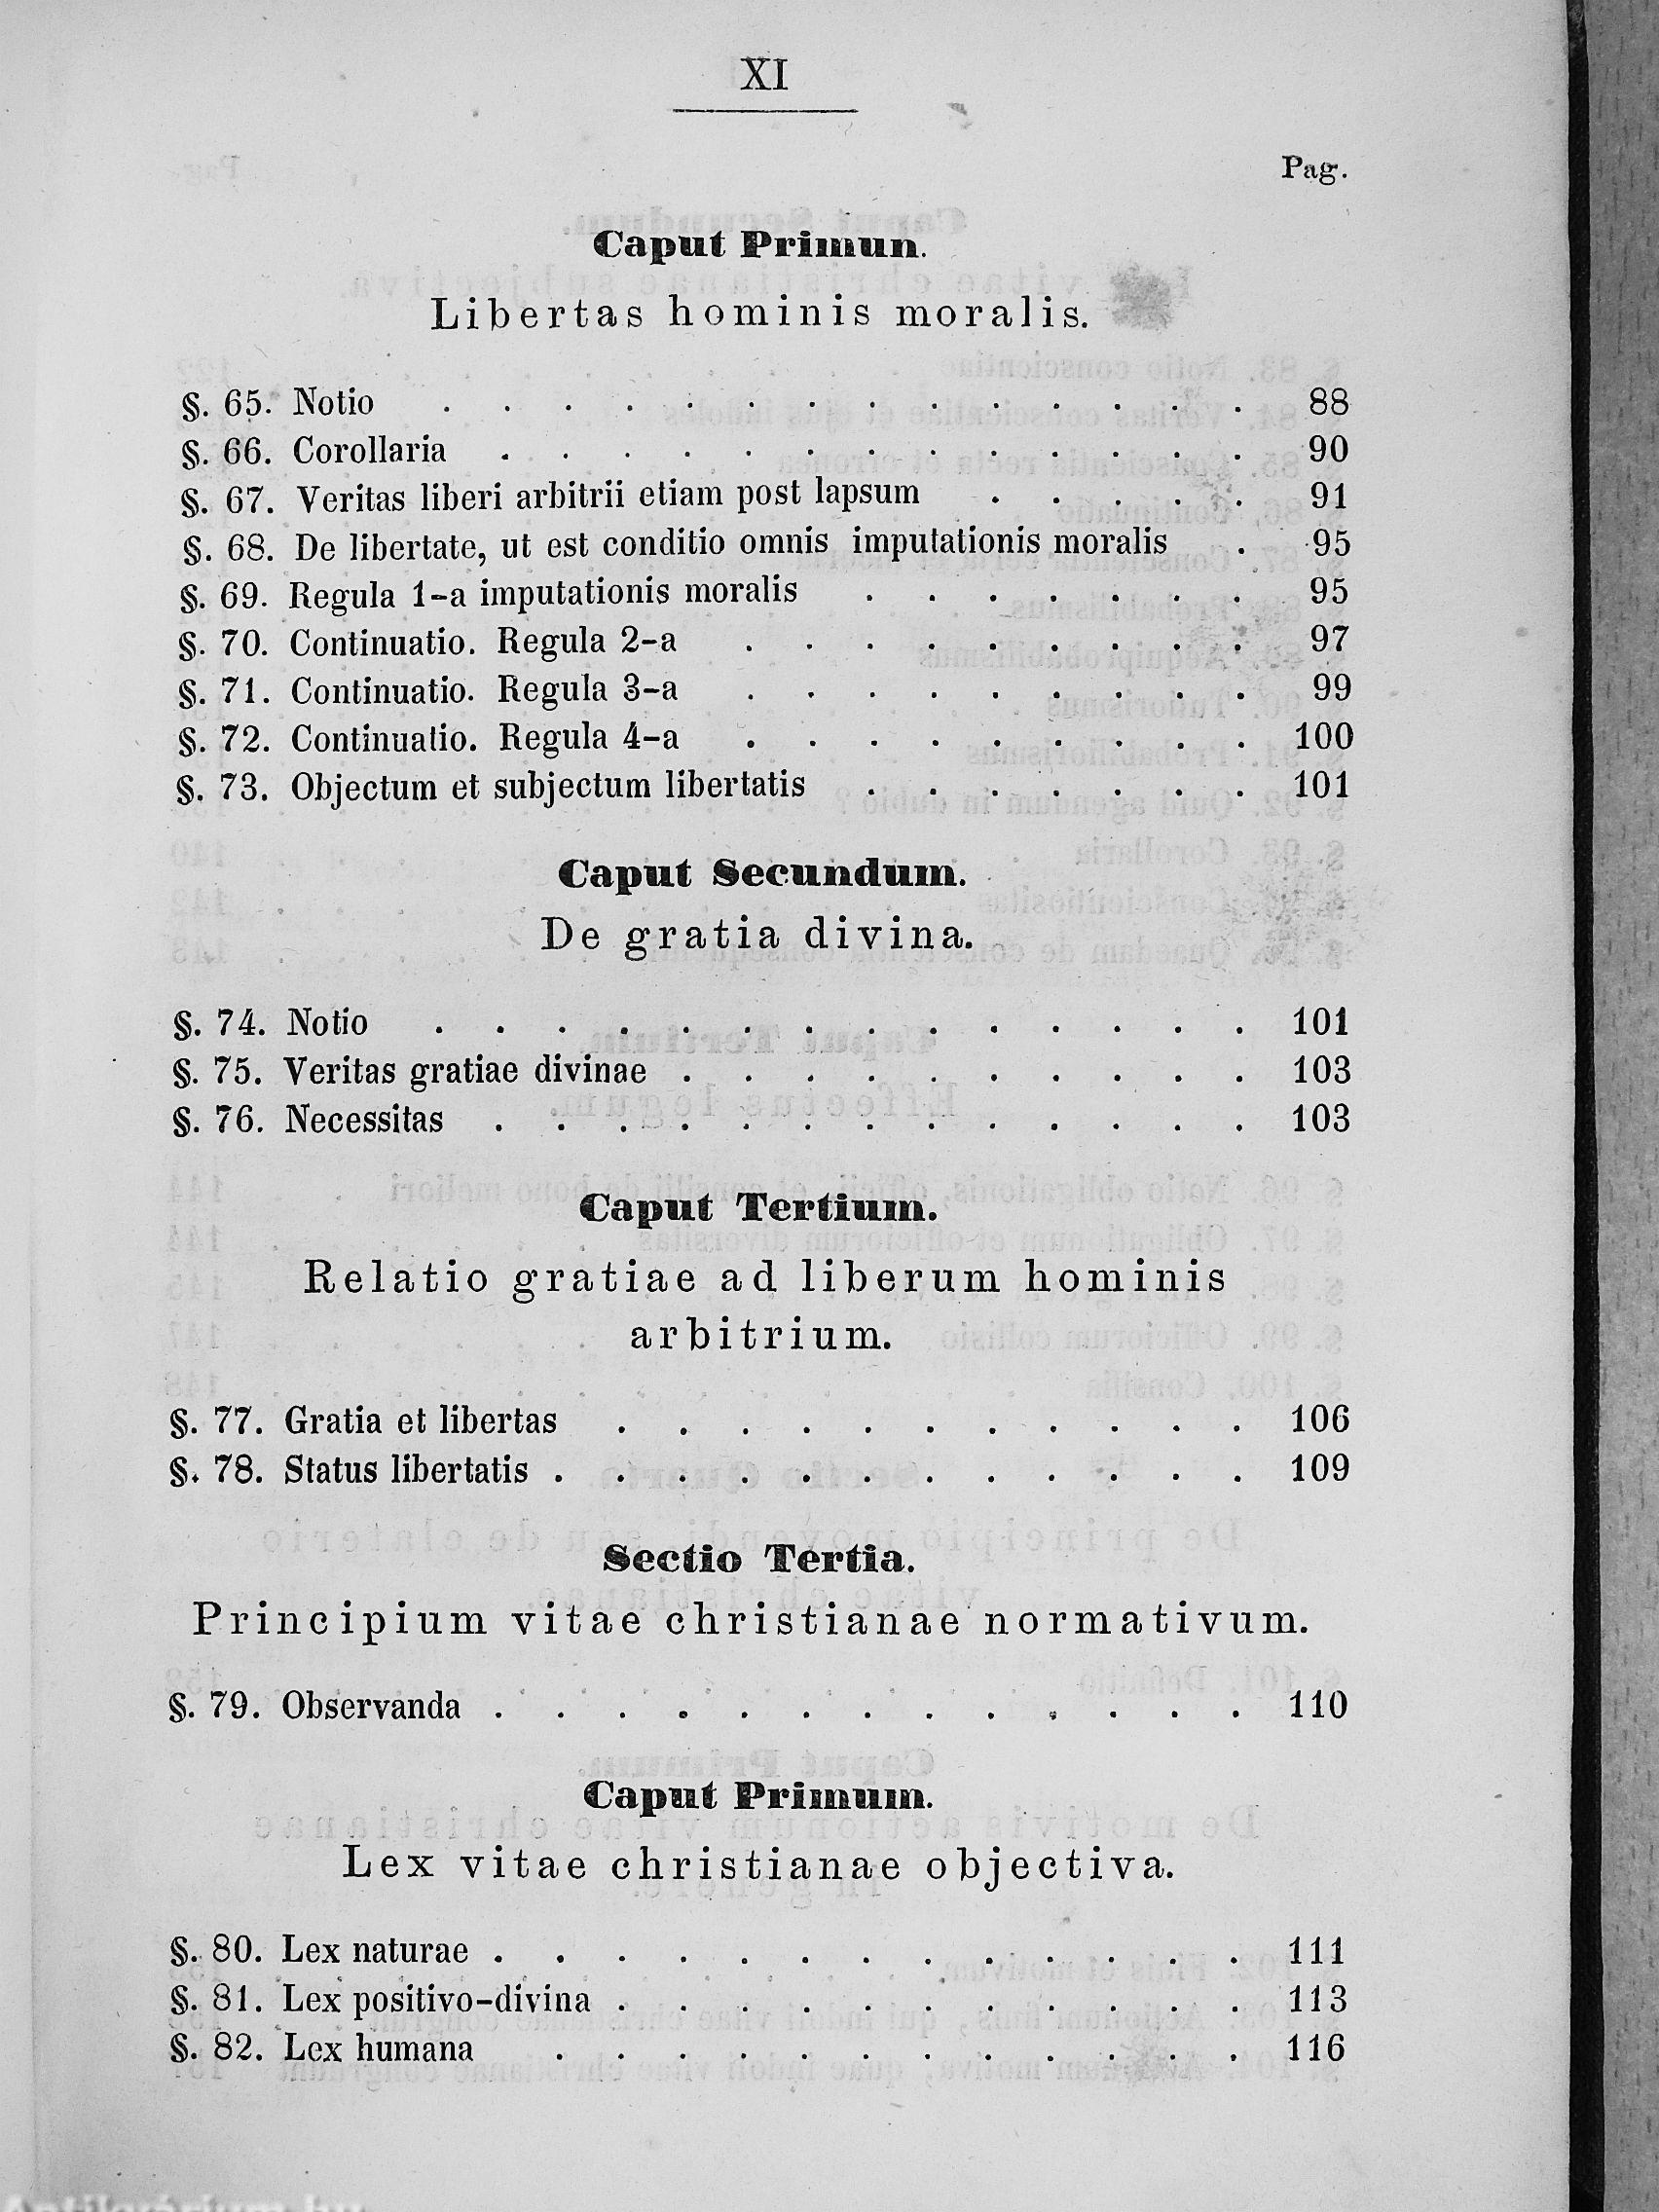 XI
Pag.
Caput Primun.
Libertas hominis moralis.
§. 65. Notio . . . . . . . . . . . . . . 88
§. 66. Corollaria . . . . . . . . . . . . . 90
§. 67. Veritas liberi arbitrii etiam post lapsum . . . . . 91
§. 68. De libertate, ut est conditio omnis imputationis moralis . 95
§. 69. Regula 1-a imputationis moralis . . . . . . . 95
§. 70. Continuatio. Regula 2-a . . . . . . . . . 97
§. 71. Continuatio. Regula 3-a . . . . . . . . . 99
§. 72. Continuatio. Regula 4-a . . . . . . . . . 100
§. 73. Objectum et subjectum libertatis . . . . . . . 101
Caput Secundum.
De gratia divina.
§. 74. Notio . . . . . . . . . . . . . . 101
§. 75. Veritas gratiae divinae . . . . . . . . . . 103
§. 76. Necessitas . . . . . . . . . . . . . 103
Caput Tertium.
Relatio gratiae ad liberum hominis
arbitrium.
§. 77. Gratia et libertas . . . . . . . . . . . 106
§. 78. Status libertatis . . . . . . . . . . . . 109
Sectio Tertia.
Principium vitae christianae normativum.
§. 79. Observanda . . . . . . . . . . . . . 110
Caput Primum.
Lex vitae christianae objectiva.
§. 80. Lex naturae . . . . . . . . . . . . . 111
§. 81. Lex positivo-divina . . . . . . . . . . . 113
§. 82. Lex humana . . . . . . . . . . . . 116